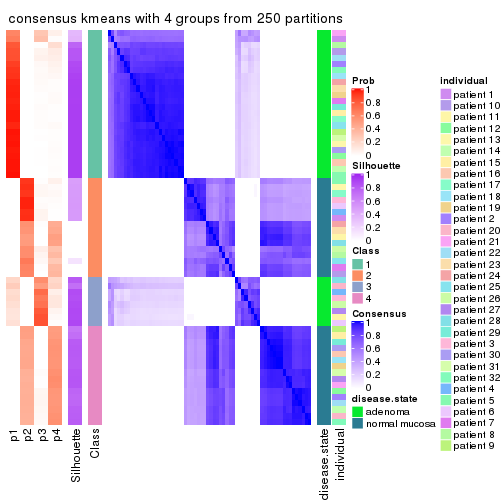 consensus kmeans with 4 groups from 250 partitions
p1
p2
p3
p4
Silhouette
Class
disease.state
individual
Prob
1
0.8
0.6
0.4
0.2
0
Silhouette
1
0.8
0.6
0.4
0.2
0
Class
1
2
3
4
Consensus
1
0.8
0.6
0.4
0.2
0
disease.state
adenoma
normal mucosa
individual
patient 1
patient 10
patient 11
patient 12
patient 13
patient 14
patient 15
patient 16
patient 17
patient 18
patient 19
patient 2
patient 20
patient 21
patient 22
patient 23
patient 24
patient 25
patient 26
patient 27
patient 28
patient 29
patient 3
patient 30
patient 31
patient 32
patient 4
patient 5
patient 6
patient 7
patient 8
patient 9